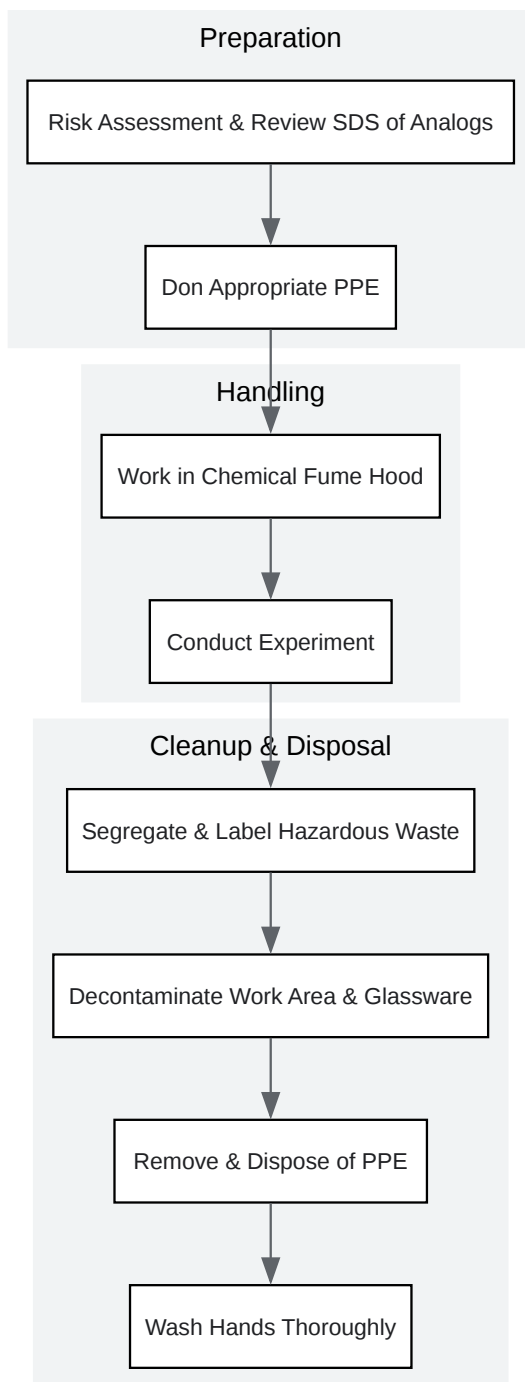 Preparation
Risk Assessment & Review SDS of Analogs
Don Appropriate PPE
Handling
Work in Chemical Fume Hood
Conduct Experiment
Cleanup & Disposal
Segregate & Label Hazardous Waste
Decontaminate Work Area & Glassware
Remove & Dispose of PPE
Wash Hands Thoroughly